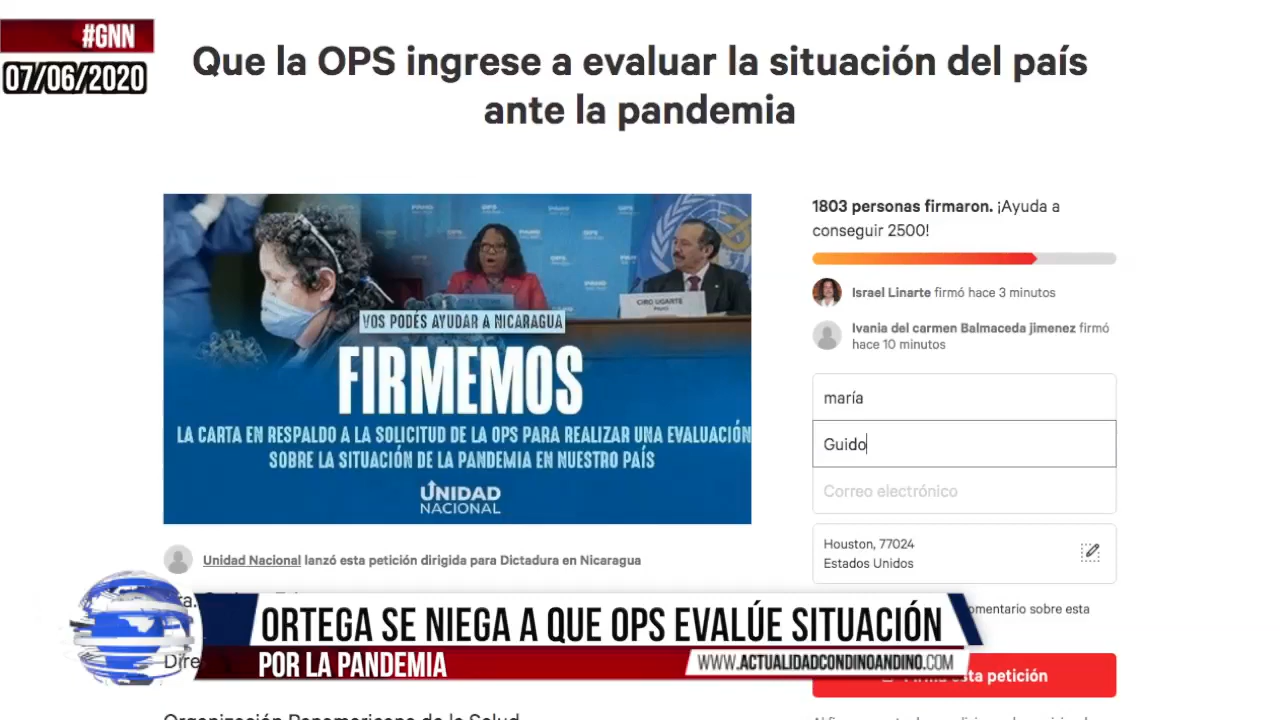 #GNN
07/06/2020
Que la OPS ingrese a evaluar la situación del país
ante la pandemia
CIRO UGARTE
VOS PODÉS AYUDAR A NICARAGUA
FIRMEMOS
LA CARTA EN RESPALDO A LA SOLICITUD DE LA OPS PARA REALIZAR UNA EVALUACIÓN
SOBRE LA SITUACIÓN DE LA PANDEMIA EN NUESTRO PAÍS
UNIDAD
NACIONAL
Unidad Nacional lanzó esta petición dirigida para Dictadura en Nicaragua
1803 personas firmaron. ¡Ayuda a
conseguir 2500!
Israel Linarte firmó hace 3 minutos
Ivania del carmen Balmaceda jimenez firmó
hace 10 minutos
maría
Guido
Correo electrónico
Houston, 77024
Estados Unidos
omentario sobre esta
esta petición
ORTEGA SE NIEGA A QUE OPS EVALÚE SITUACIÓN
POR LA PANDEMIA
WWW.ACTUALIDADCONDINOANDINO.COM
Dire
Organización Panamericana de la Salud